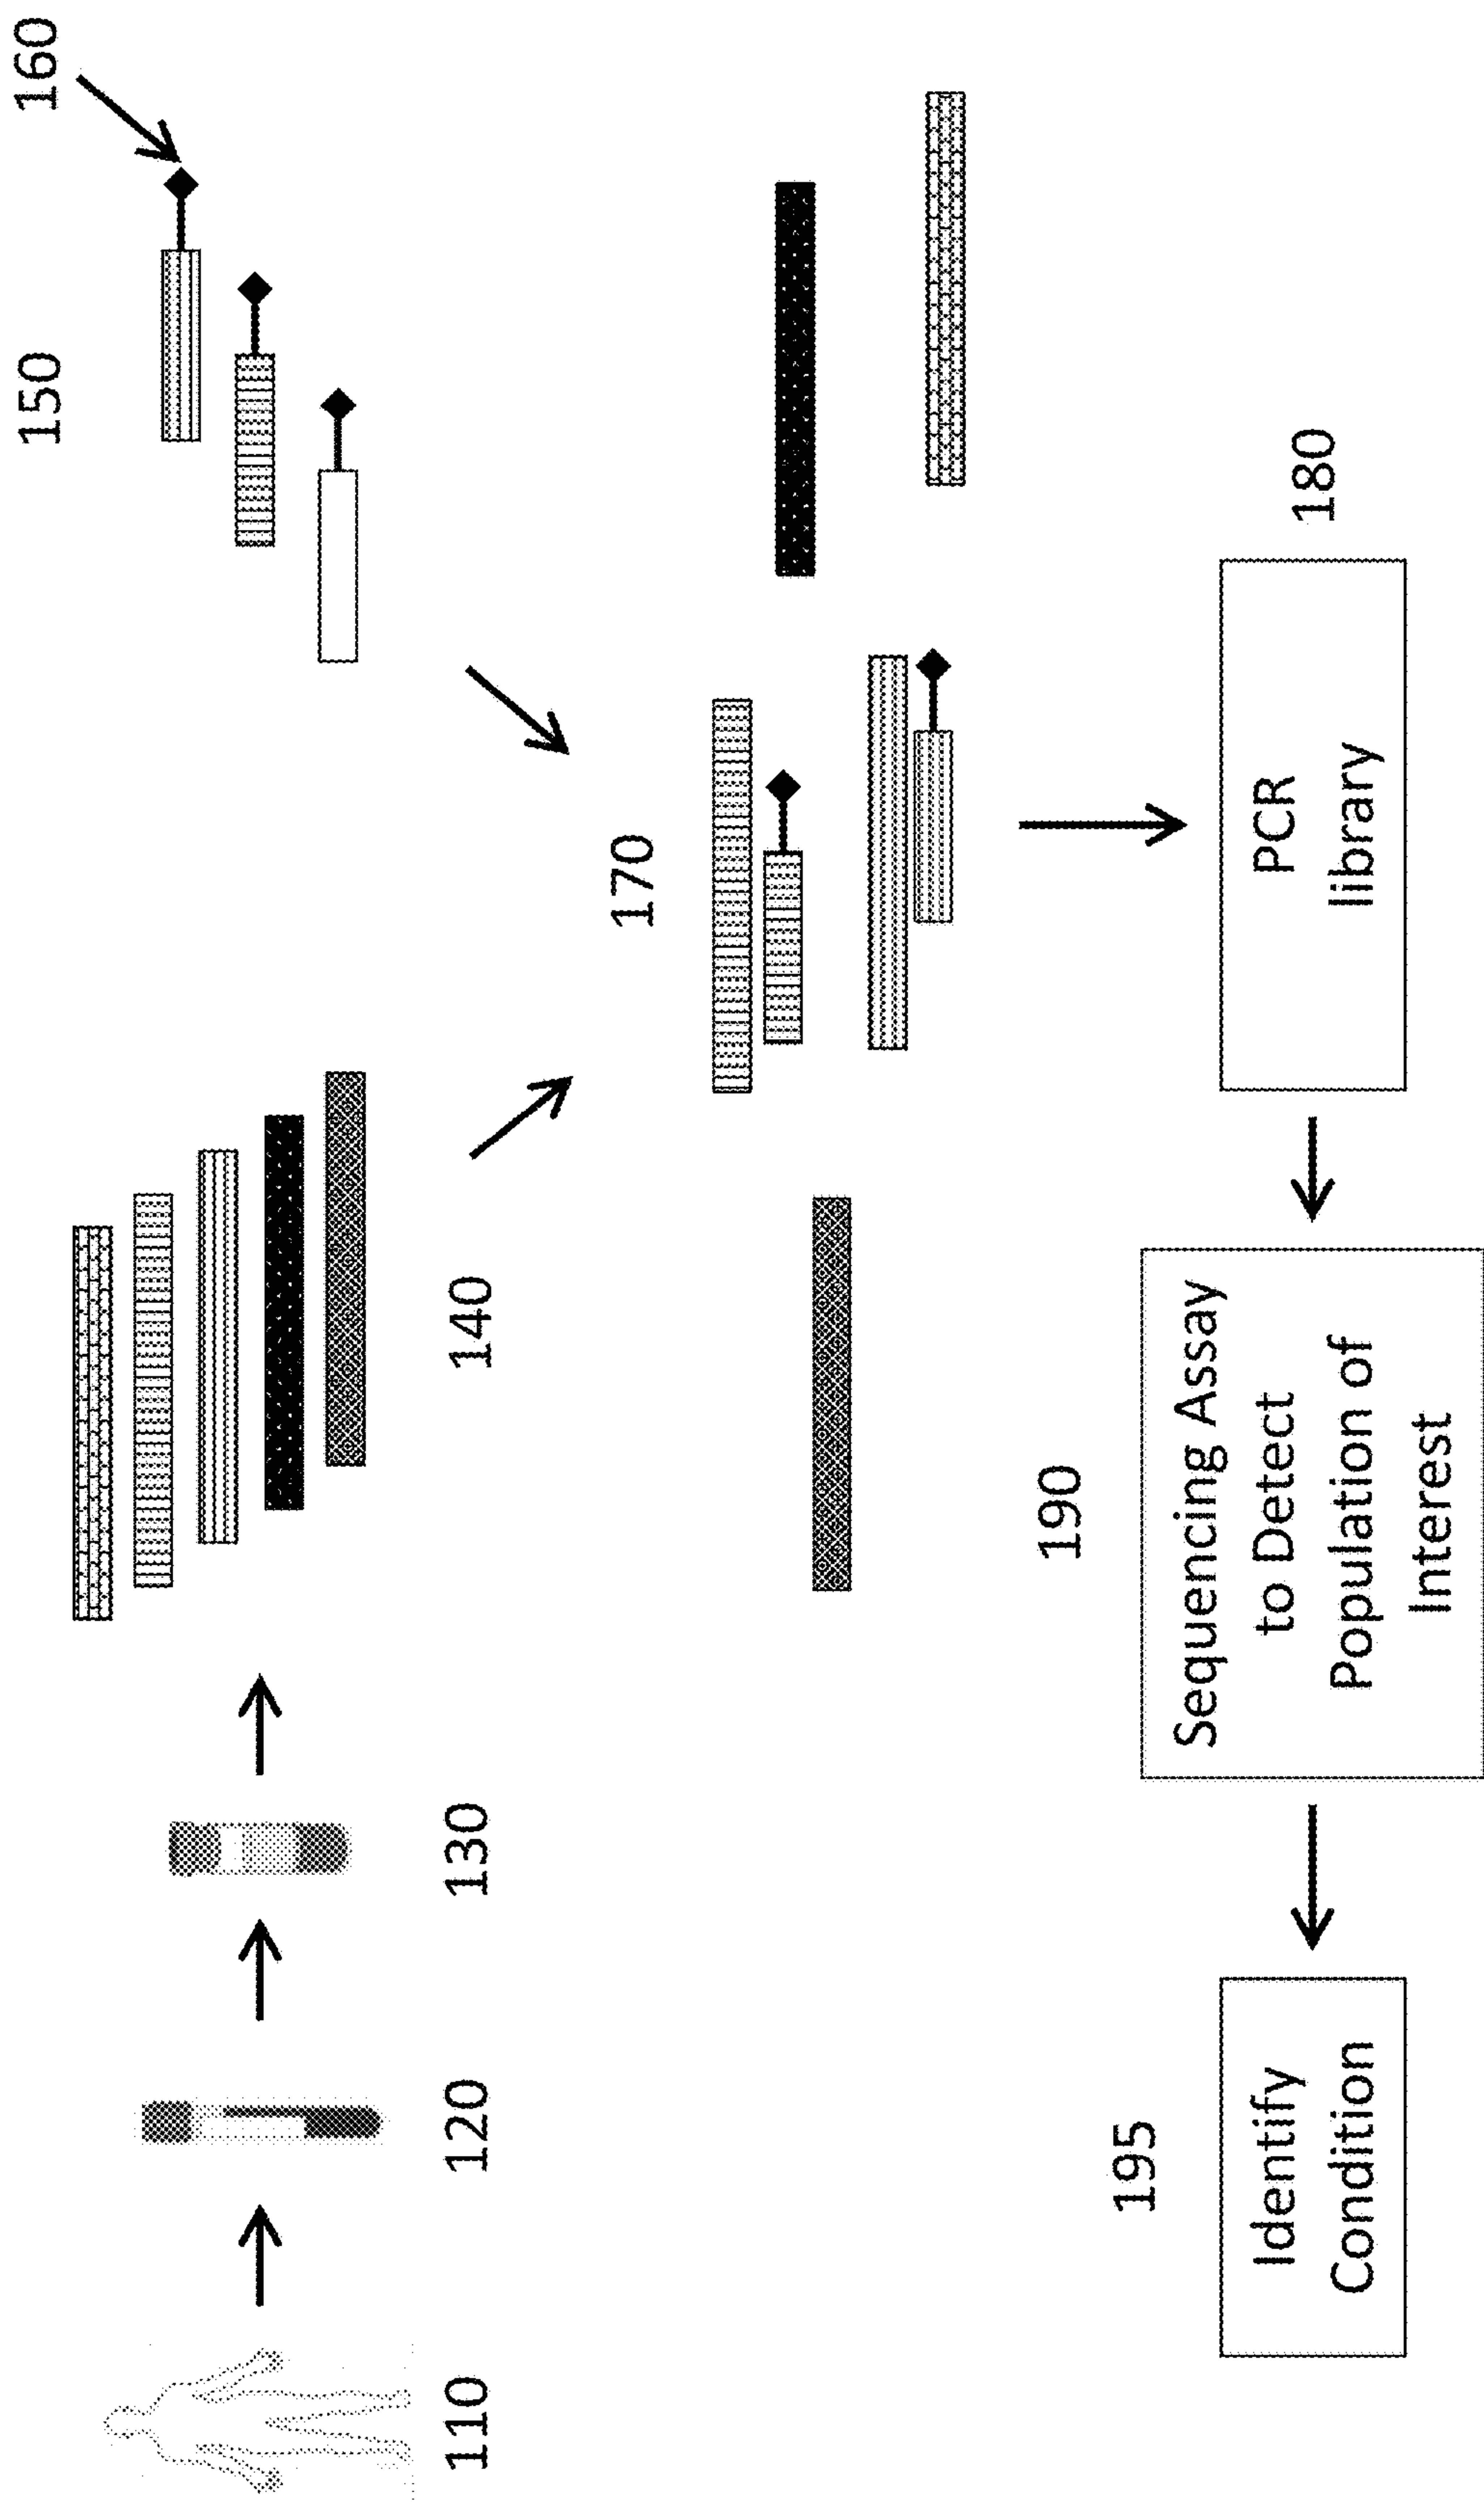 150
160
110
120
130
140
170
195
Identify
Condition
190
Sequencing Assay
to Detect
Population of
Interest
PCR
library
180